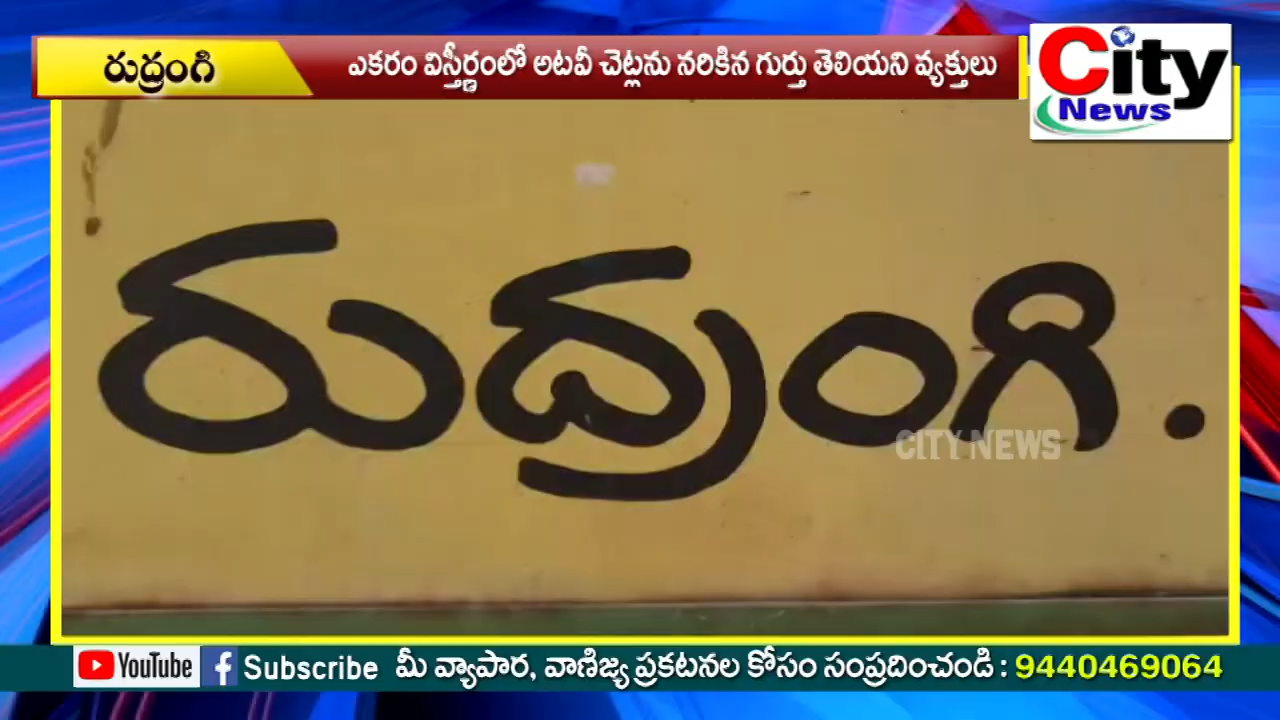 రుద్రంగి
ఎకరం విస్తీర్ణంలో అటవీ చెట్లను నరికిన గుర్తు తెలియని వ్యక్తులు
City
News
రుద్రంగి.
CITY NEWS
YouTube f Subscribe మీ వ్యాపార, వాణిజ్య ప్రకటనల కోసం సంప్రదించండి : 9440469064